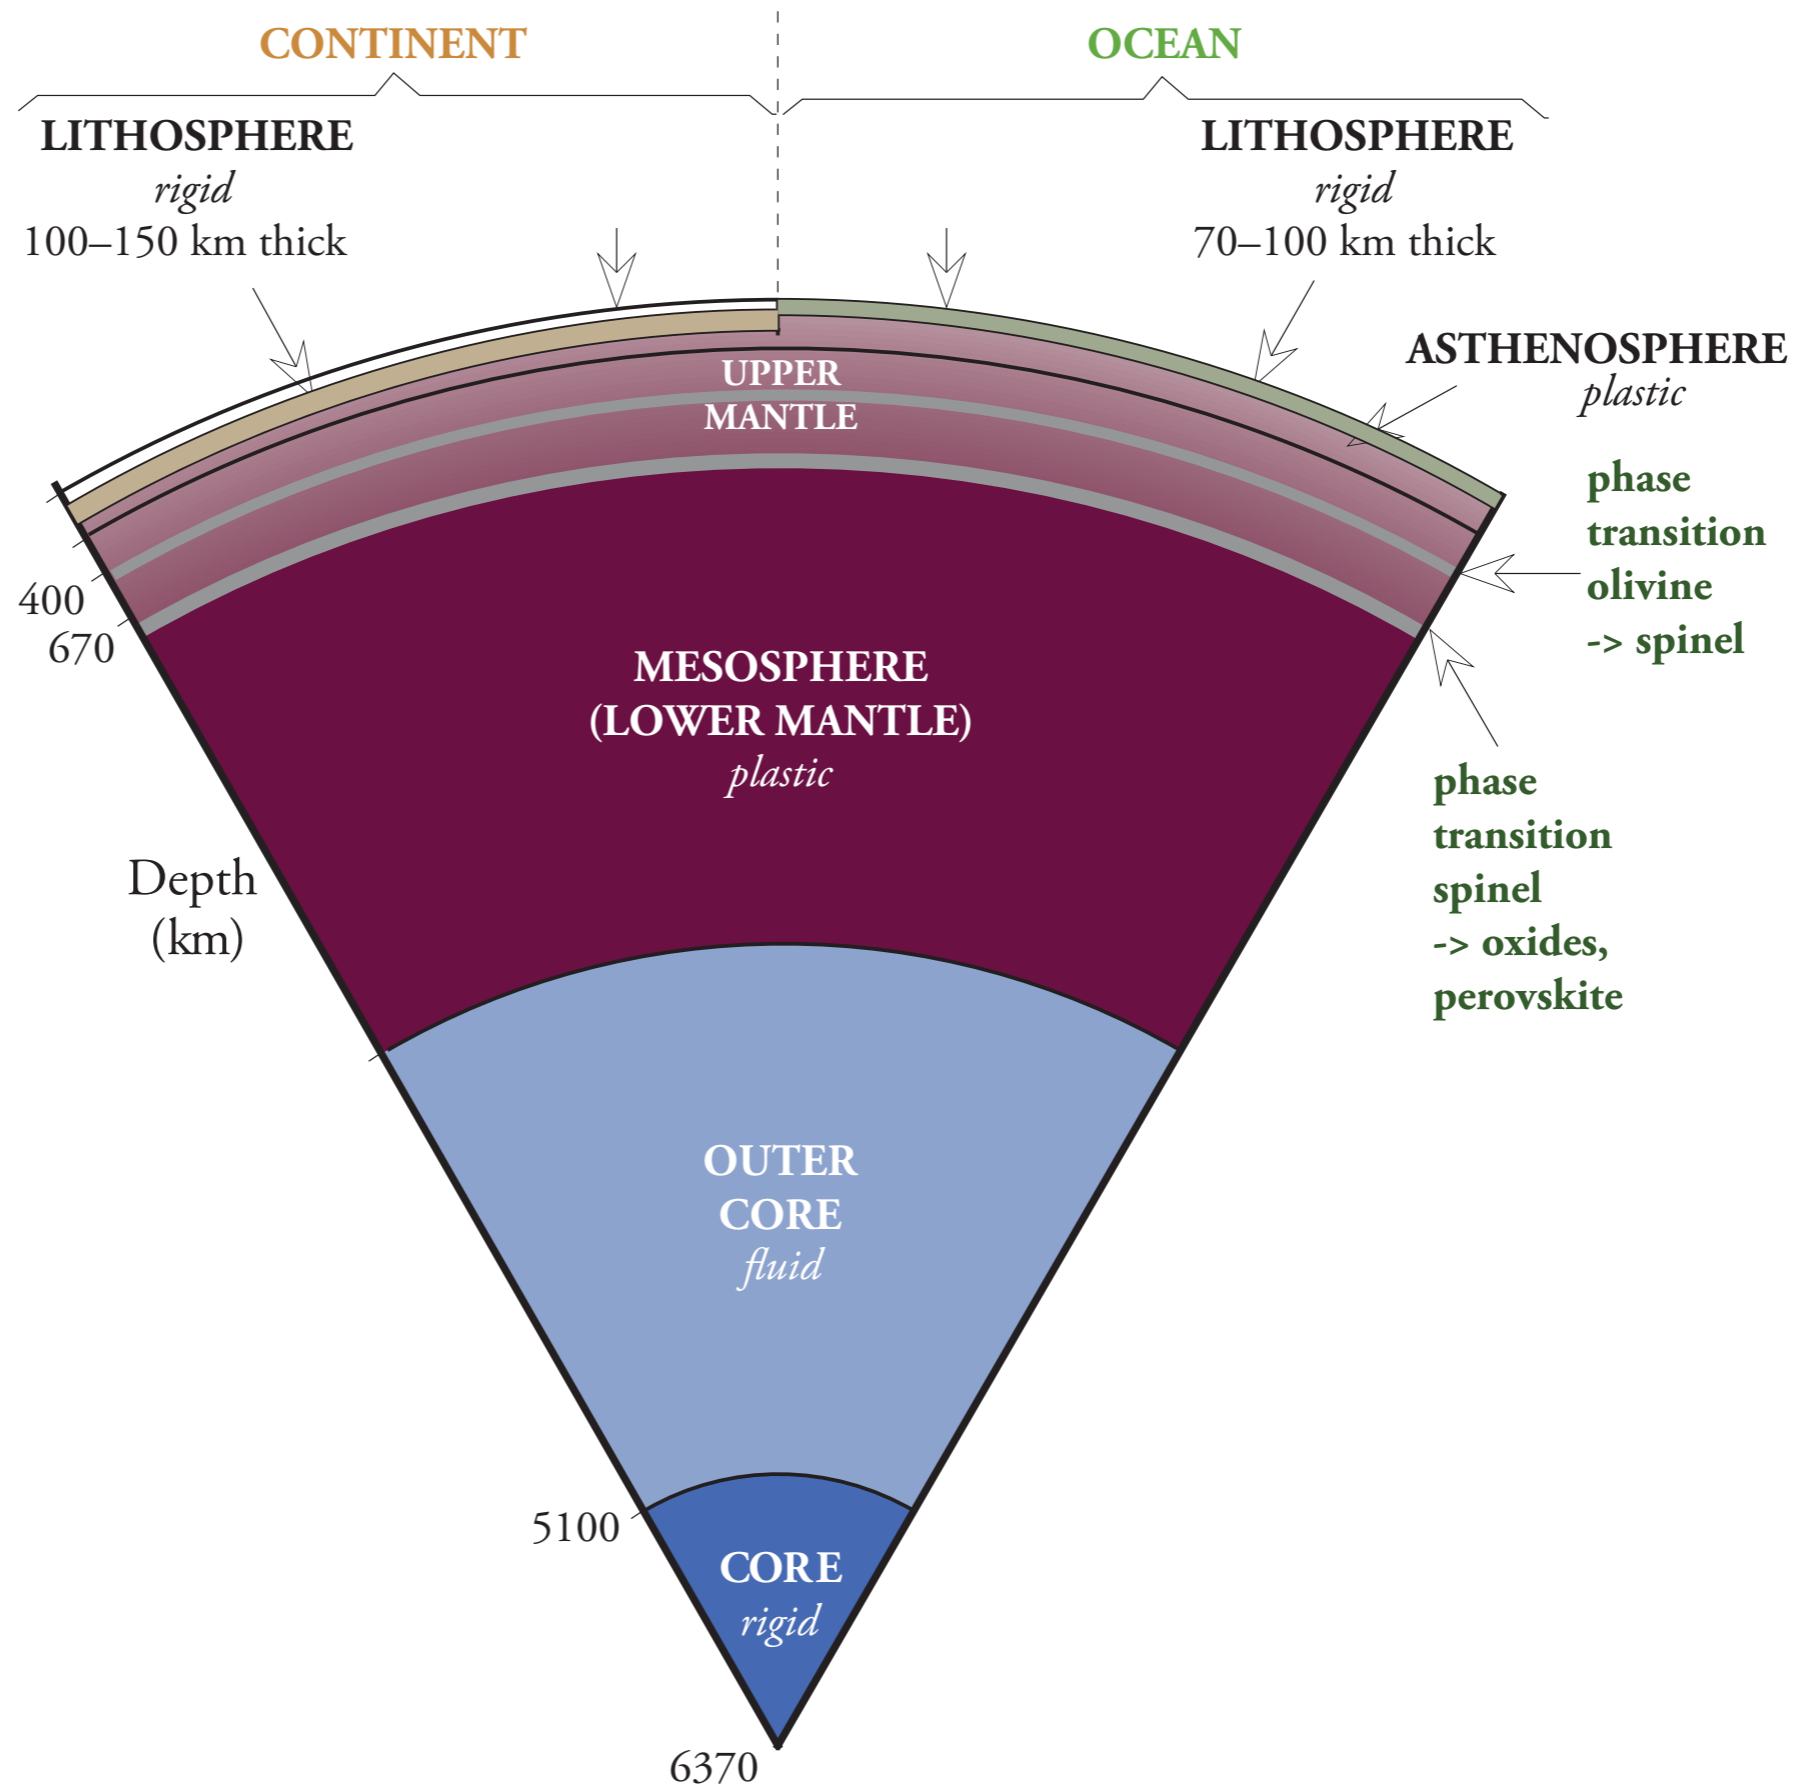 CONTINENT
OCEAN
LITHOSPHERE
rigid
100–150 km thick
LITHOSPHERE
rigid
70–100 km thick
ASTHENOSPHERE
plastic
UPPER
MANTLE
phase
transition
olivine
-> spinel
400
670
MESOSPHERE
(LOWER MANTLE)
plastic
phase
transition
spinel
-> oxides,
perovskite
Depth
(km)
OUTER
CORE
fluid
5100
CORE
rigid
6370